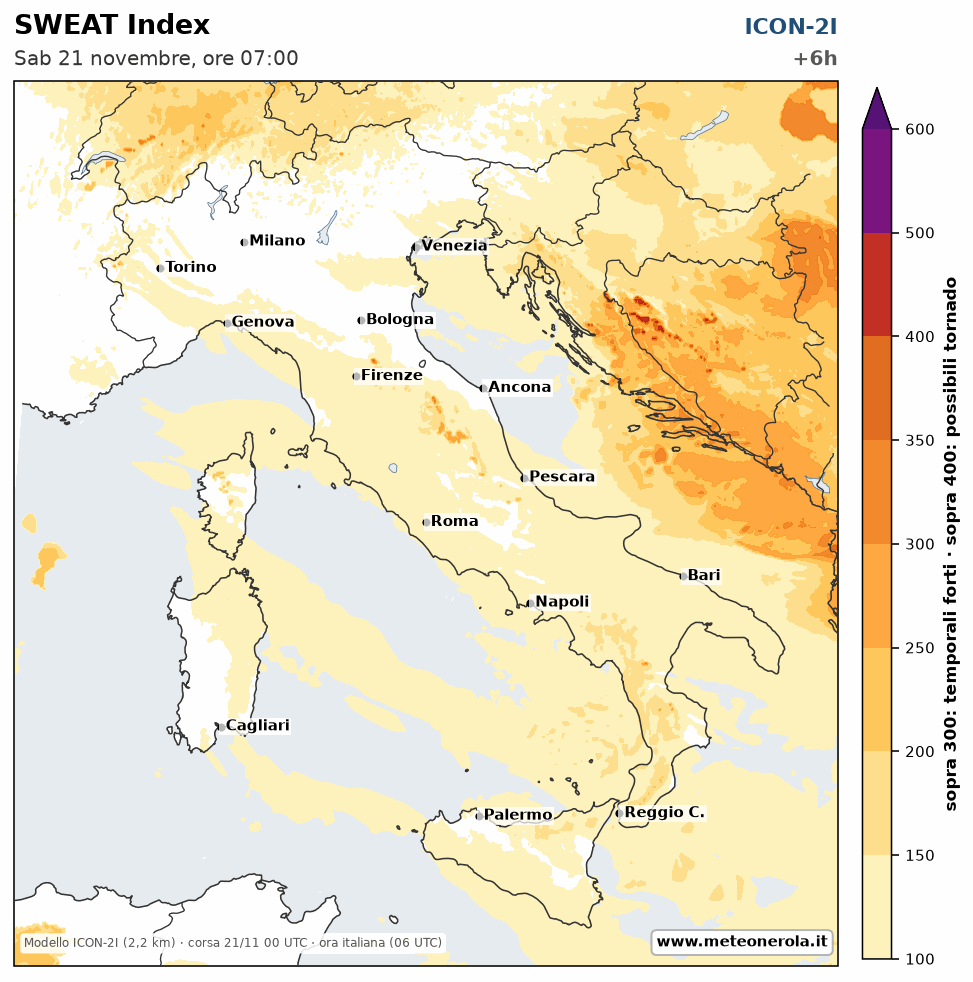 SWEAT Index
ICON-2I
Sab 21 novembre, ore 07:00
+6h
600
500
400
350
300
250
200
150
100
sopra 300: temporali forti · sopra 400: possibili tornado
Milano
Venezia
Torino
Genova
Bologna
Firenze
Ancona
Pescara
Roma
Bari
Napoli
Cagliari
Palermo
Reggio C.
Modello ICON-2I (2,2 km) · corsa 21/11 00 UTC · ora italiana (06 UTC)
www.meteonerola.it